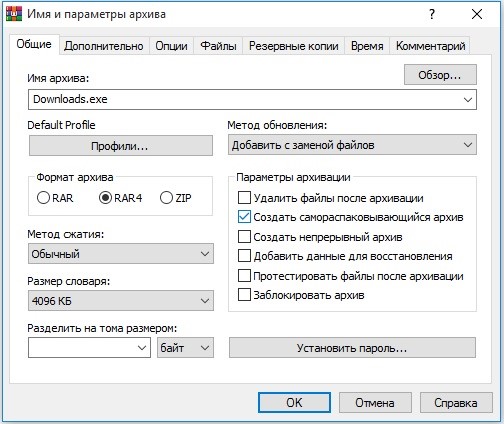 Имя и параметры архива
Общие Дополнительно Опции Файлы Резервные копии Время Комментарий
Имя архива:
Обзор...
Downloads.exe
Default Profile
Профили...
Метод обновления:
Добавить с заменой файлов
Формат архива
RAR RAR4 ZIP
Метод сжатия:
Обычный
Размер словаря:
4096 КБ
Разделить на тома размером:
байт
Параметры архивации
Удалить файлы после архивации
Создать самораспаковывающийся архив
Создать непрерывный архив
Добавить данные для восстановления
Протестировать файлы после архивации
Заблокировать архив
Установить пароль...
OK Отмена Справка